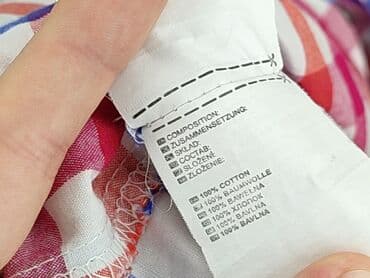 COMPOSITION:
ZUSAMMENSETZUNG:
SKŁAD:
СОСТАВ:
SLOŽENÍ:
ZLOŽENIE:
100% COTTON
100% BAUMWOLLE
100% BAWEŁNA
100% ХЛОПОК
100% BAVLNA
100% BAVLNA